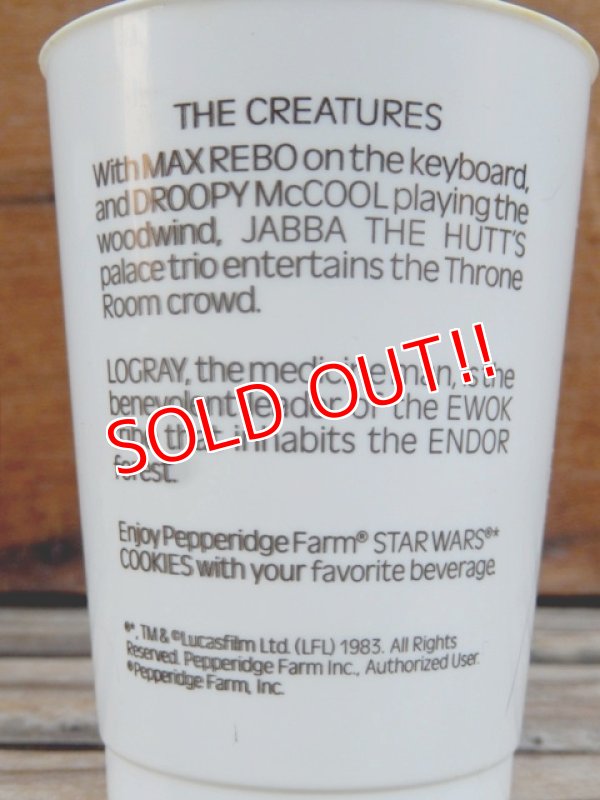 THE CREATURES
With MAX REBO on the keyboard,
and DROOPY McCOOL playing the
woodwind, JABBA THE HUTT'S
palace trio entertains the Throne
Room crowd.
LOGRAY, the medicine man, is the
benevolent leader of the EWOK
tribe that inhabits the ENDOR
forest.
SOLD OUT!!
Enjoy Pepperidge Farm® STAR WARS®*
COOKIES with your favorite beverage
®*, TM & ©Lucasfilm Ltd. (LFL) 1983. All Rights
Reserved. Pepperidge Farm Inc., Authorized User.
®Pepperidge Farm, Inc.